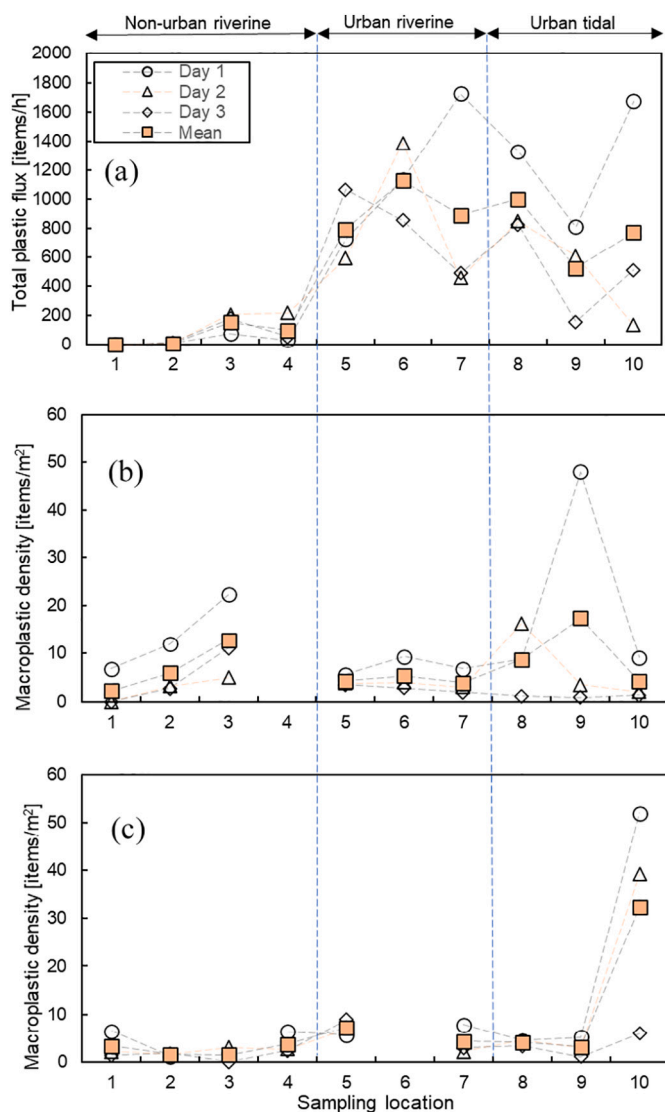 Non-urban riverine Urban riverine Urban tidal
2000
1800
1600
1400
1200
1000
800
600
400
200
0
Total plastic flux [items/h]
Day 1
Day 2
Day 3
Mean
(a)
1 2 3 4 5 6 7 8 9 10
60
50
40
30
20
10
0
Macroplastic density [items/m²]
(b)
1 2 3 4 5 6 7 8 9 10
60
50
40
30
20
10
0
Macroplastic density [items/m²]
(c)
1 2 3 4 5 6 7 8 9 10
Sampling location